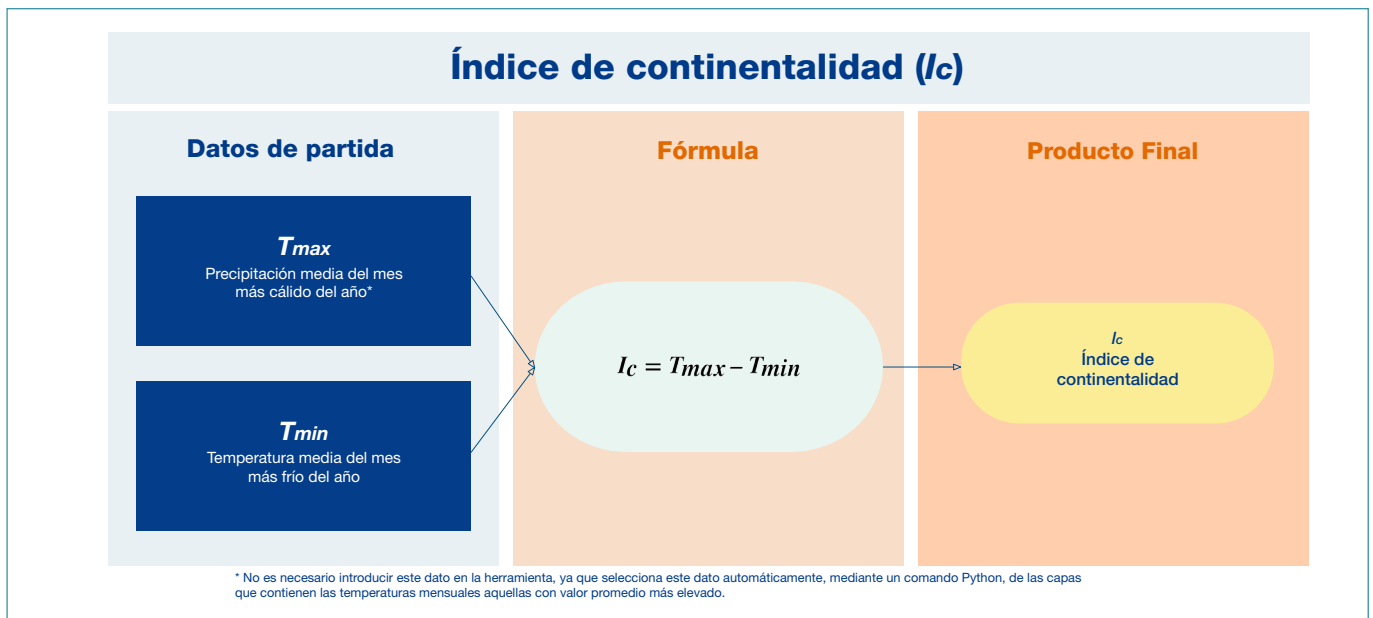 Índice de continentalidad (Ic)
Datos de partida
Tmax
Precipitación media del mes
más cálido del año*
Tmin
Temperatura media del mes
más frío del año
Fórmula
Ic = Tmax – Tmin
Producto Final
Ic
Índice de
continentalidad
* No es necesario introducir este dato en la herramienta, ya que selecciona este dato automáticamente, mediante un comando Python, de las capas
que contienen las temperaturas mensuales aquellas con valor promedio más elevado.